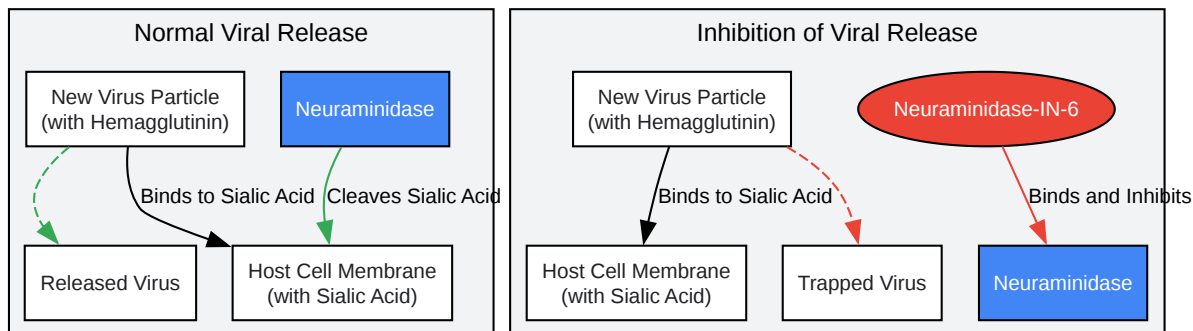 Normal Viral Release
New Virus Particle
(with Hemagglutinin)
Neuraminidase
Binds to Sialic Acid
Cleaves Sialic Acid
Released Virus
Host Cell Membrane
(with Sialic Acid)
Inhibition of Viral Release
New Virus Particle
(with Hemagglutinin)
Neuraminidase-IN-6
Binds to Sialic Acid
Binds and Inhibits
Host Cell Membrane
(with Sialic Acid)
Trapped Virus
Neuraminidase